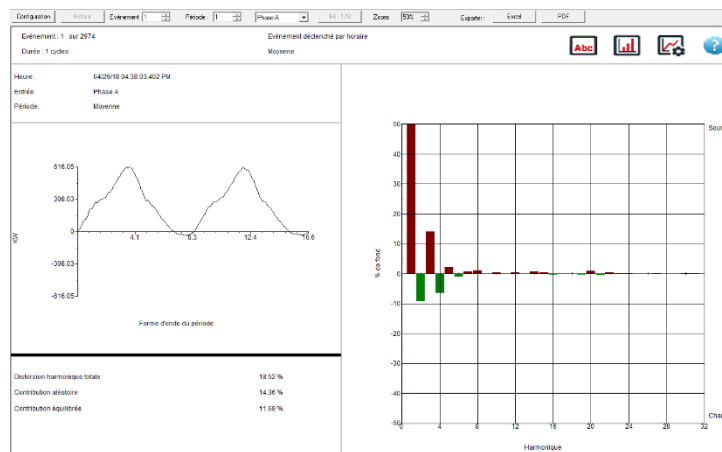 Configuration Retour Evénement: 1 Période: 1 Phase A 64 - 128 Zoom: 50% Exporter: Excel PDF
Evénement: 1 sur 2974 Evénement déclenché par horaire
Durée : 1 cycles Moyenne
Abc ?
Heure: 04/26/18 04:38:03.402 PM
Entrée: Phase A
Période: Moyenne
616.05
308.03
0
-308.03
-616.05
KW
4.1 8.3 12.4 16.6
Forme d'onde du période
Distorsion harmonique totale 18.52 %
Contribution aléatoire 14.36 %
Contribution équilibrée 11.69 %
Sour
50
40
30
20
10
0
-10
-20
-30
-40
-50
% de fond
Char
0 4 8 12 16 20 24 28 32
Harmonique